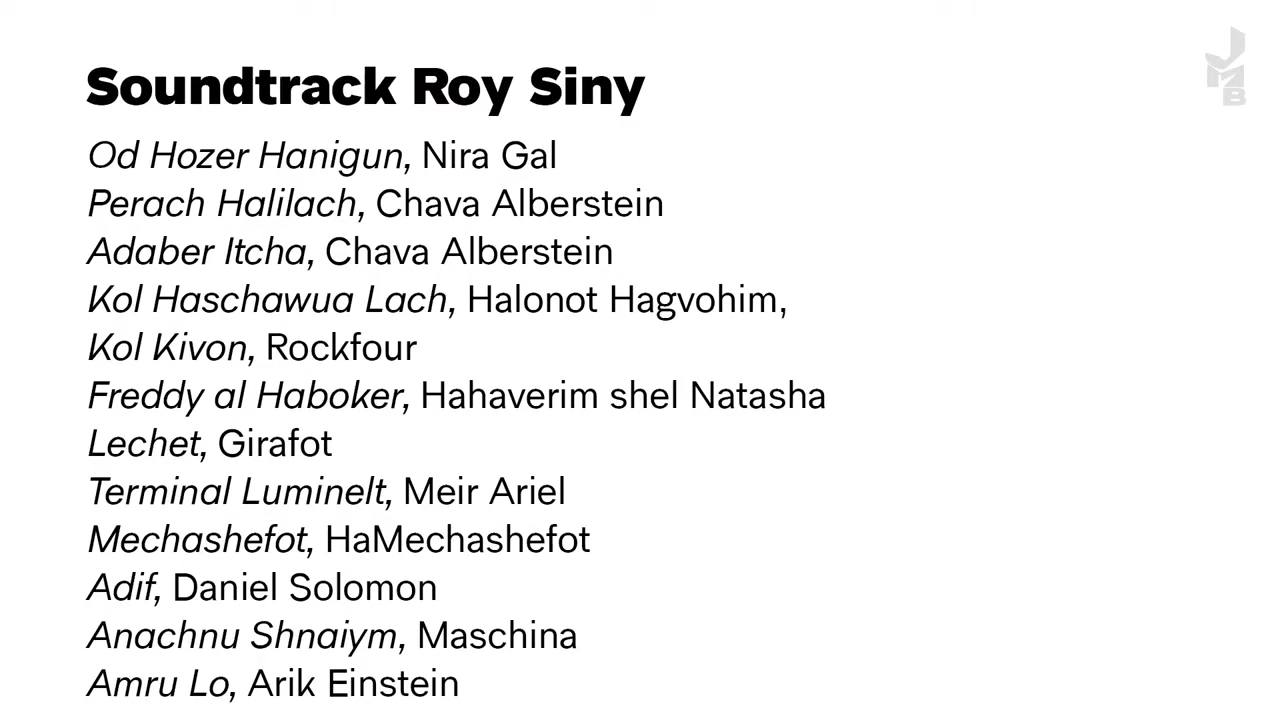 Soundtrack Roy Siny
JMB
Od Hozer Hanigun, Nira Gal
Perach Halilach, Chava Alberstein
Adaber Itcha, Chava Alberstein
Kol Haschawua Lach, Halonot Hagvohim,
Kol Kivon, Rockfour
Freddy al Haboker, Hahaverim shel Natasha
Lechet, Girafot
Terminal Luminelt, Meir Ariel
Mechashefot, HaMechashefot
Adif, Daniel Solomon
Anachnu Shnaiym, Maschina
Amru Lo, Arik Einstein